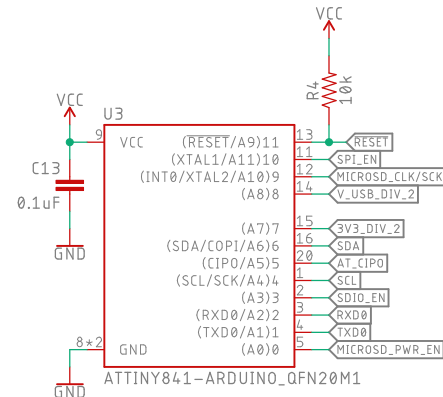 VCC
R4
10k
VCC
U3
9
VCC
(RESET/A9)11
13
RESET
(XTAL1/A11)10
11
SPI_EN
(INT0/XTAL2/A10)9
12
MICROSD_CLK/SCK
(A8)8
14
V_USB_DIV_2
C13
0.1uF
GND
(A7)7
15
3V3_DIV_2
(SDA/COPI/A6)6
16
SDA
(CIPO/A5)5
20
AT_CIPO
(SCL/SCK/A4)4
1
SCL
(A3)3
2
SDIO_EN
(RXD0/A2)2
3
RXD0
(TXD0/A1)1
4
TXD0
8*2
GND
(A0)0
5
MICROSD_PWR_EN
GND
ATTINY841-ARDUINO_QFN20M1